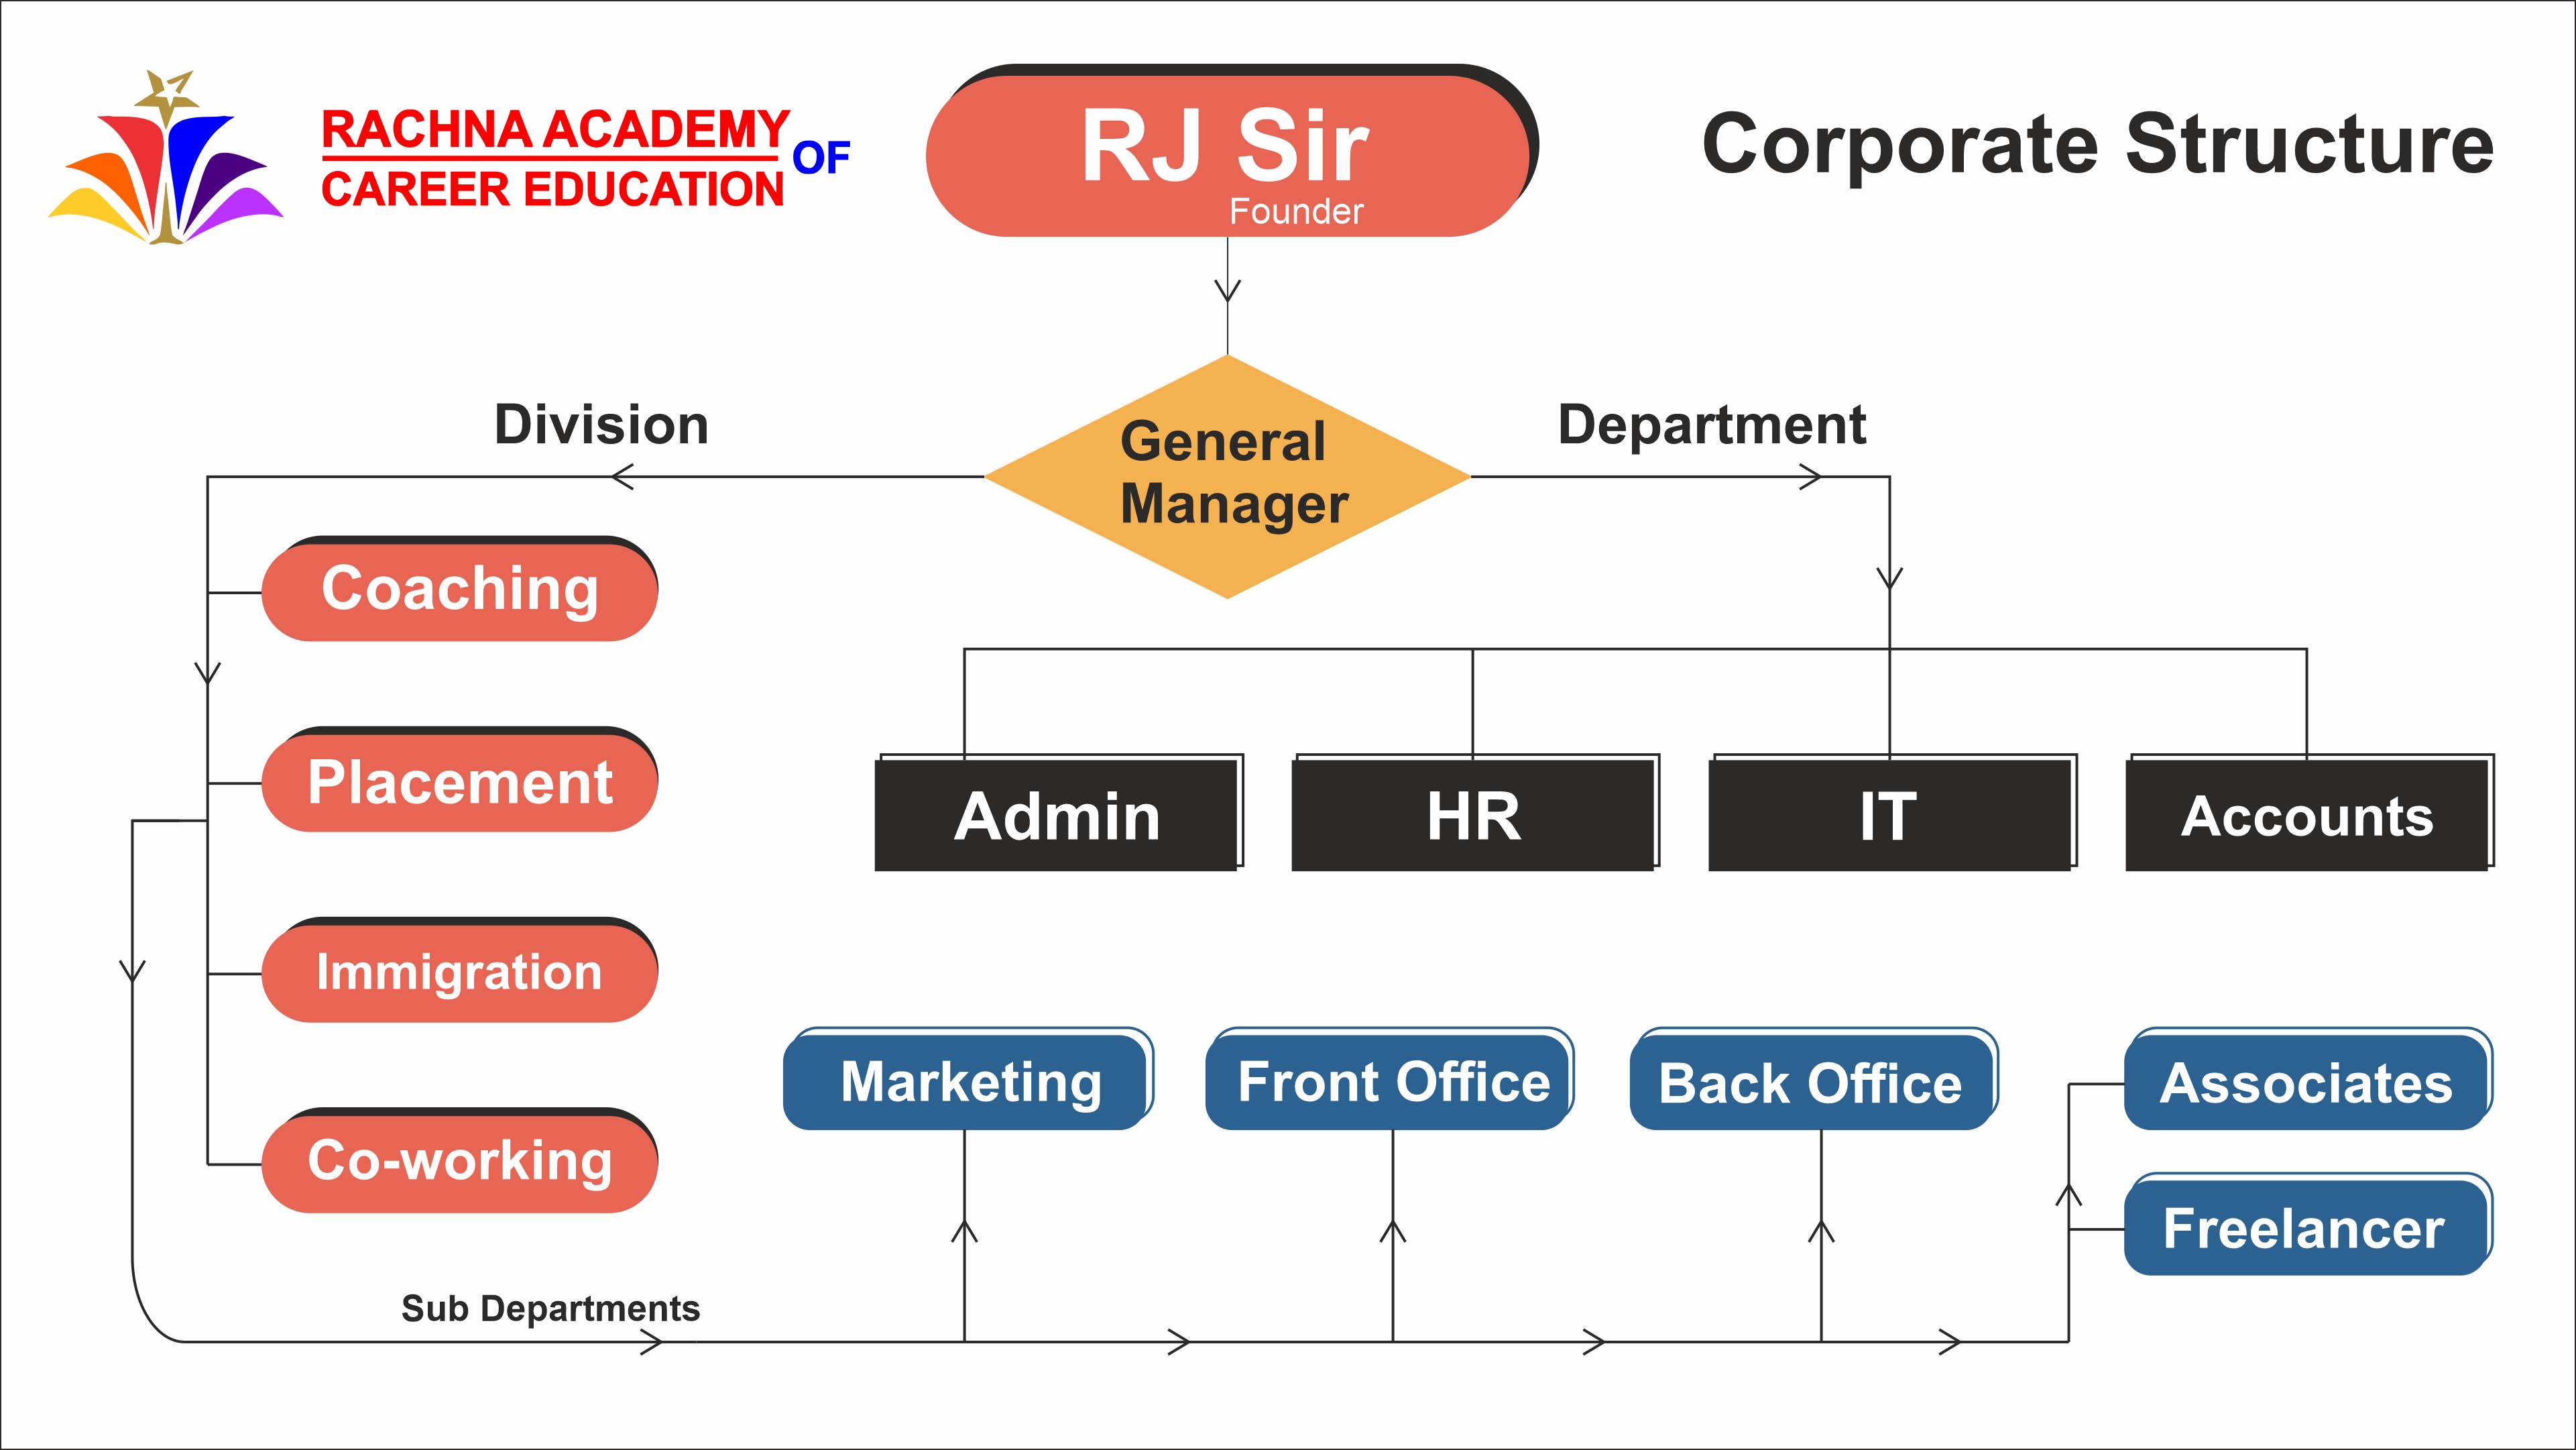 RACHNA ACADEMY
OF
CAREER EDUCATION
RJ Sir
Founder
Corporate Structure
Division
General
Manager
Department
Coaching
Placement
Immigration
Co-working
Admin
HR
IT
Accounts
Marketing
Front Office
Back Office
Associates
Freelancer
Sub Departments